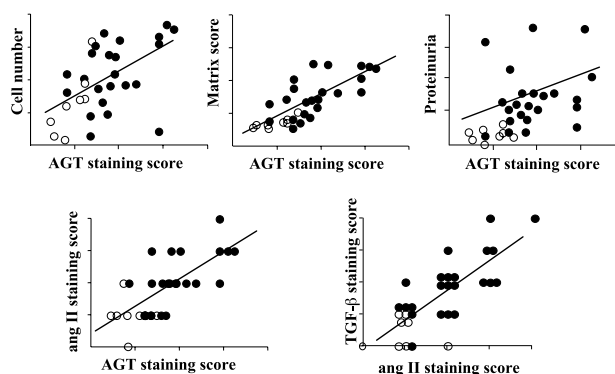 Cell number
AGT staining score
Matrix score
AGT staining score
Proteinuria
AGT staining score
ang II staining score
AGT staining score
TGF-β staining score
ang II staining score